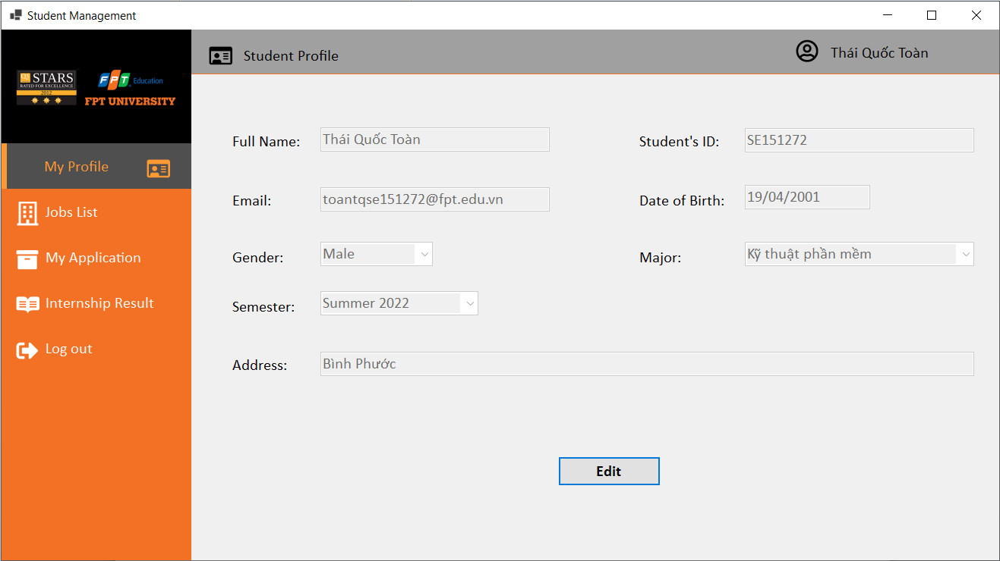 Student Management
QS STARS
RATED FOR EXCELLENCE
2012
FPT Education
FPT UNIVERSITY
Student Profile
Thái Quốc Toàn
My Profile
Jobs List
My Application
Internship Result
Log out
Full Name: Thái Quốc Toàn
Student's ID: SE151272
Email: toantqse151272@fpt.edu.vn
Date of Birth: 19/04/2001
Gender: Male
Major: Kỹ thuật phần mềm
Semester: Summer 2022
Address: Bình Phước
Edit